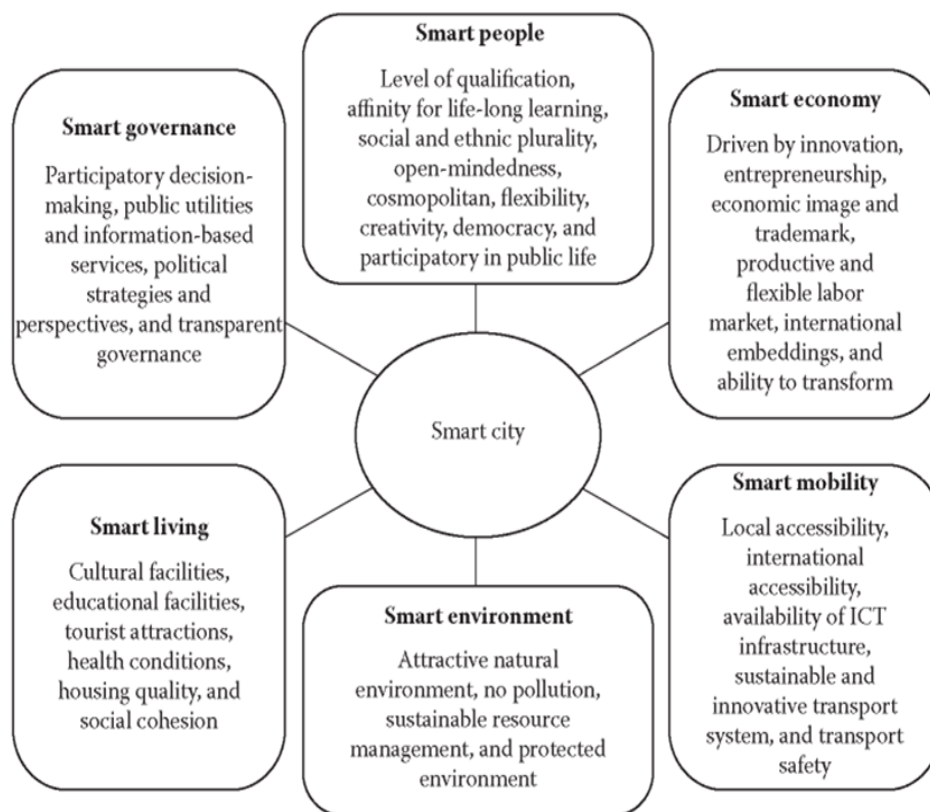 Smart people
Level of qualification,
affinity for life-long learning,
social and ethnic plurality,
open-mindedness,
cosmopolitan, flexibility,
creativity, democracy, and
participatory in public life
Smart governance
Participatory decision-
making, public utilities
and information-based
services, political
strategies and
perspectives, and transparent
governance
Smart economy
Driven by innovation,
entrepreneurship,
economic image and
trademark,
productive and
flexible labor
market, international
embeddings, and
ability to transform
Smart city
Smart living
Cultural facilities,
educational facilities,
tourist attractions,
health conditions,
housing quality, and
social cohesion
Smart environment
Attractive natural
environment, no pollution,
sustainable resource
management, and protected
environment
Smart mobility
Local accessibility,
international
accessibility,
availability of ICT
infrastructure,
sustainable and
innovative transport
system, and transport
safety